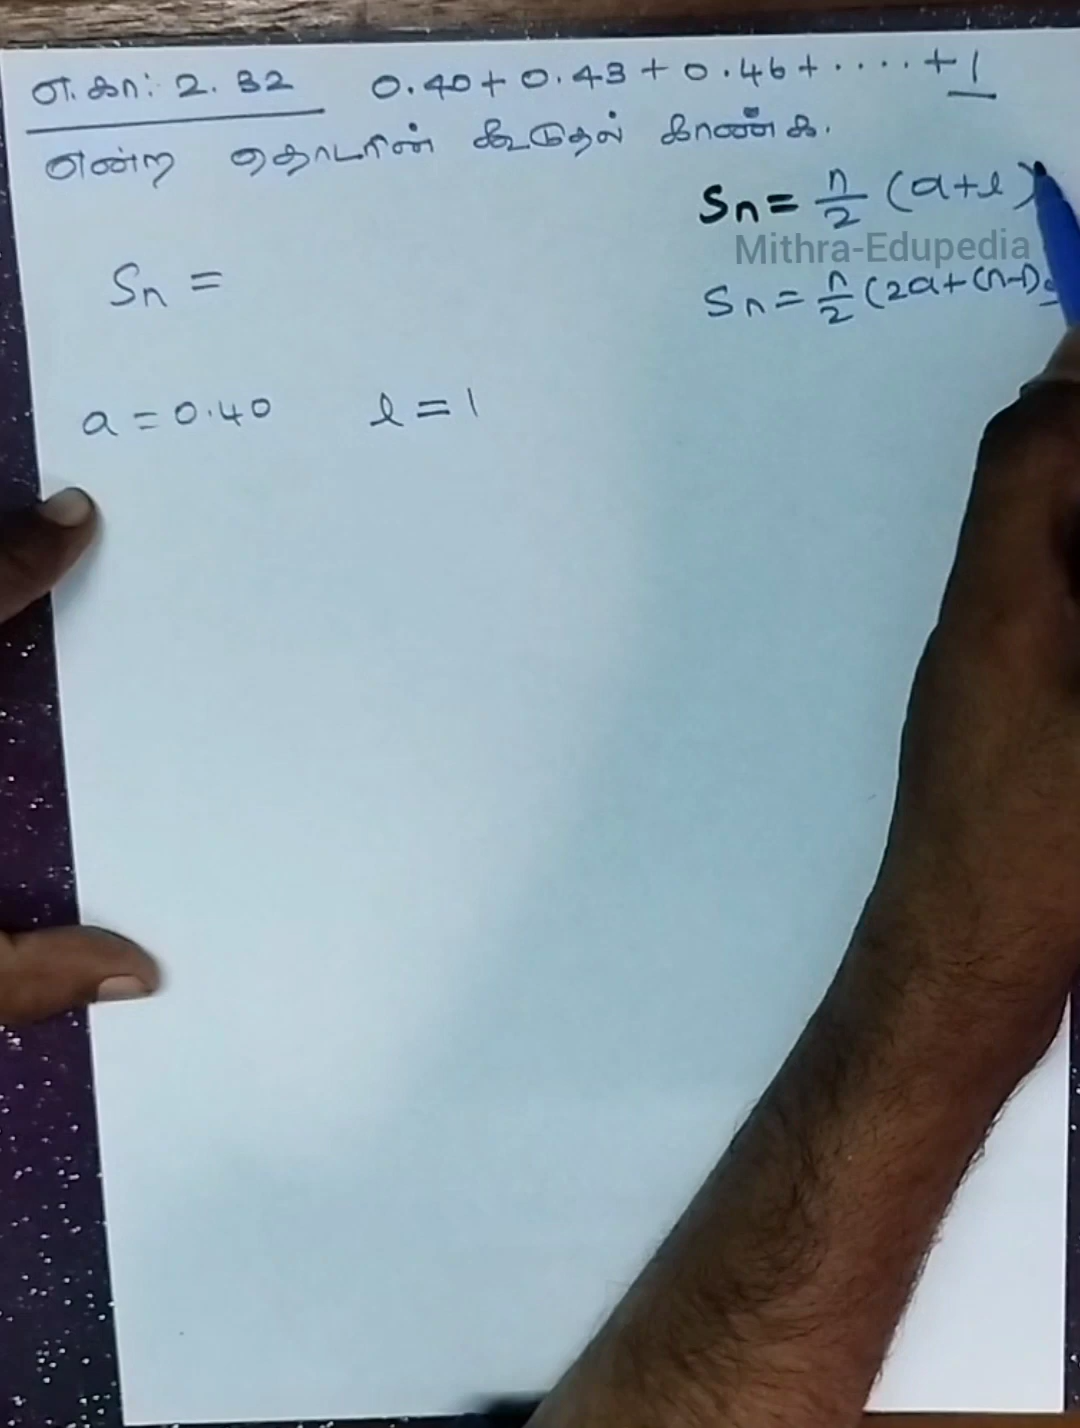 எ.கா: 2.32 0.40+0.43+0.46+....+1
என்ற தொடரின் கூடுதல் காண்க.
Sn = n/2 (a+l)
Mithra-Edupedia
Sn =
Sn = n/2 (2a+(n-1)
a = 0.40 l = 1